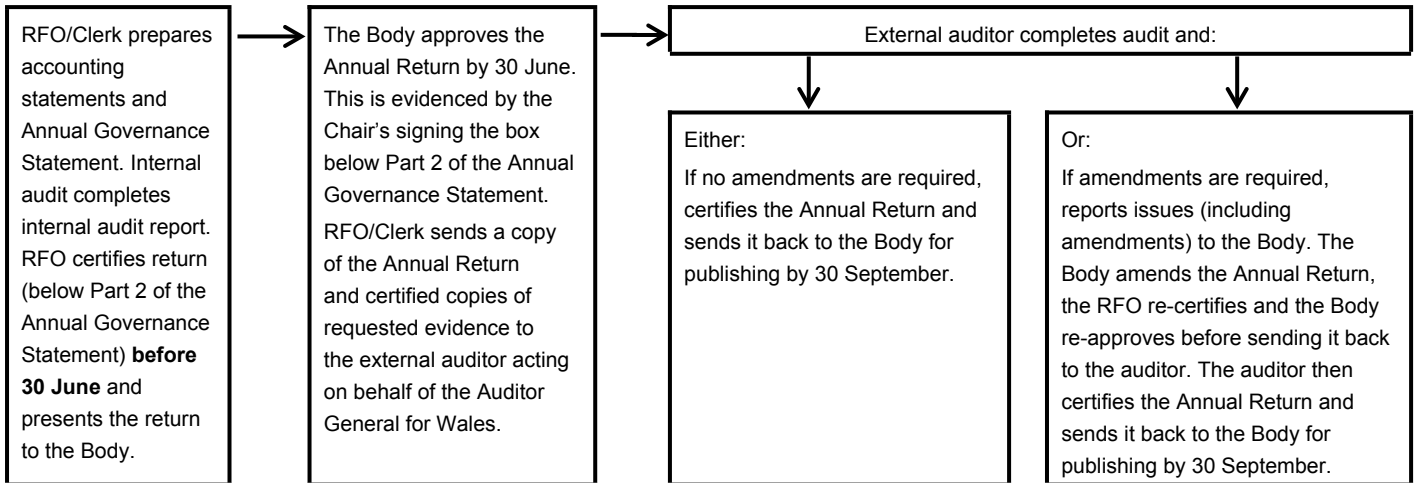 RFO/Clerk prepares
accounting
statements and
Annual Governance
Statement. Internal
audit completes
internal audit report.
RFO certifies return
(below Part 2 of the
Annual Governance
Statement) before
30 June and
presents the return
to the Body.
The Body approves the
Annual Return by 30 June.
This is evidenced by the
Chair’s signing the box
below Part 2 of the Annual
Governance Statement.
RFO/Clerk sends a copy
of the Annual Return
and certified copies of
requested evidence to
the external auditor acting
on behalf of the Auditor
General for Wales.
External auditor completes audit and:
Either:
If no amendments are required,
certifies the Annual Return and
sends it back to the Body for
publishing by 30 September.
Or:
If amendments are required,
reports issues (including
amendments) to the Body. The
Body amends the Annual Return,
the RFO re-certifies and the Body
re-approves before sending it back
to the auditor. The auditor then
certifies the Annual Return and
sends it back to the Body for
publishing by 30 September.